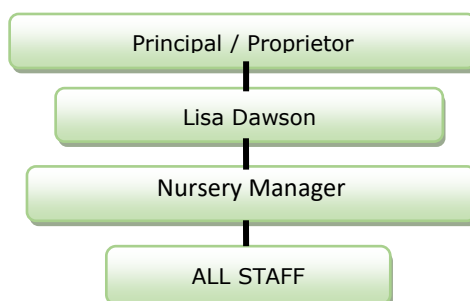 Principal / Proprietor
Lisa Dawson
Nursery Manager
ALL STAFF